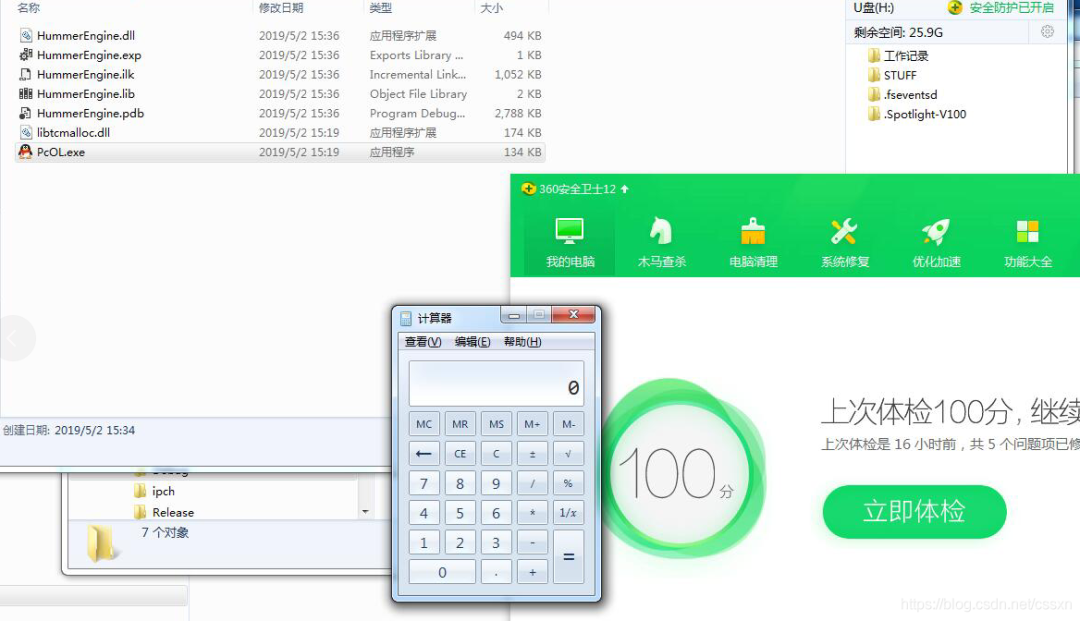 名称 修改日期 类型 大小
HummerEngine.dll 2019/5/2 15:36 应用程序扩展 494 KB
HummerEngine.exp 2019/5/2 15:36 Exports Library ... 1 KB
HummerEngine.ilk 2019/5/2 15:36 Incremental Link... 1,052 KB
HummerEngine.lib 2019/5/2 15:36 Object File Library 2 KB
HummerEngine.pdb 2019/5/2 15:36 Program Debug... 2,788 KB
libtcmalloc.dll 2019/5/2 15:19 应用程序扩展 174 KB
PcOL.exe 2019/5/2 15:19 应用程序 134 KB
U盘(H:) 安全防护已开启
剩余空间: 25.9G
工作记录
STUFF
.fseventsd
.Spotlight-V100
360安全卫士12
我的电脑 木马查杀 电脑清理 系统修复 优化加速 功能大全
计算器
查看(V) 编辑(E) 帮助(H)
0
MC MR MS M+ M-
← CE C ± √
7 8 9 / %
4 5 6 * 1/x
1 2 3 - =
0 . +
100分
上次体检100分, 继续
上次体检是 16 小时前，共 5 个问题项已修
立即体检
创建日期: 2019/5/2 15:34
Debug
ipch
Release
7 个对象
https://blog.csdn.net/cssxn